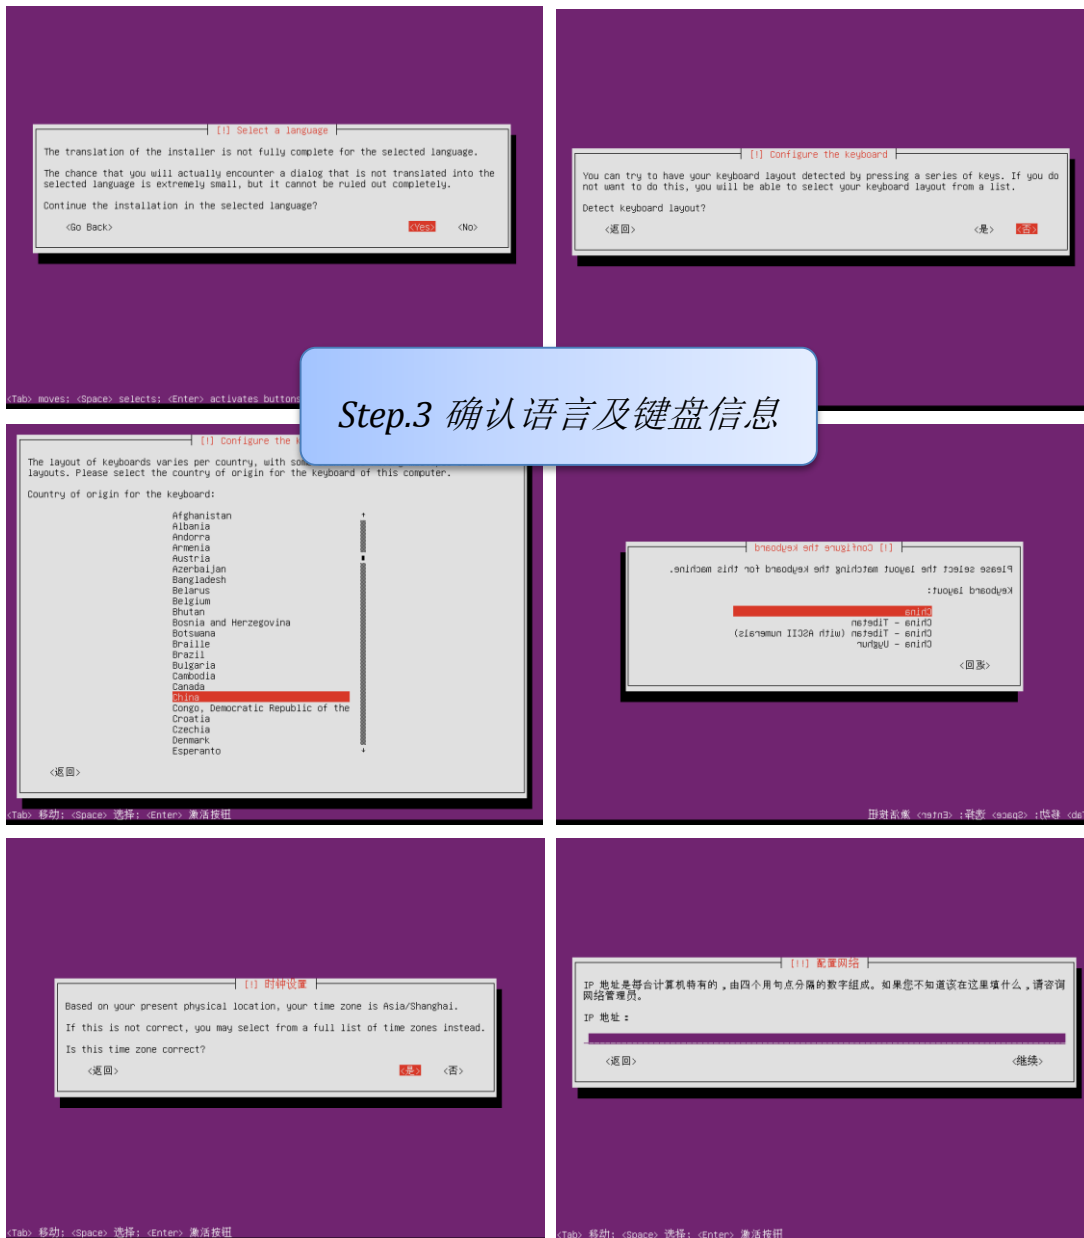 [!] Select a language
The translation of the installer is not fully complete for the selected language.
The chance that you will actually encounter a dialog that is not translated into the
selected language is extremely small, but it cannot be ruled out completely.
Continue the installation in the selected language?
<Go Back> <Yes> <No>
<Tab> moves; <Space> selects; <Enter> activates buttons
[!] Configure the keyboard
You can try to have your keyboard layout detected by pressing a series of keys. If you do
not want to do this, you will be able to select your keyboard layout from a list.
Detect keyboard layout?
<返回> <是> <否>
Step.3 确认语言及键盘信息
[!] Configure the
The layout of keyboards varies per country, with
layouts. Please select the country of origin for the keyboard of this computer.
Country of origin for the keyboard:
Afghanistan
Albania
Andorra
Armenia
Austria
Azerbaijan
Bangladesh
Belarus
Belgium
Bhutan
Bosnia and Herzegovina
Botswana
Braille
Brazil
Bulgaria
Cambodia
Canada
China
Congo, Democratic Republic of the
Croatia
Czechia
Denmark
Esperanto
<返回>
<Tab> 移动; <Space> 选择; <Enter> 激活按钮
[!] Configure the keyboard
Please select the layout matching the keyboard for this machine.
Keyboard layout:
China
China - Tibetan
China - Tibetan (with ASCII numerals)
China - Uyghur
<返回>
<Tab> 移动; <Space> 选择; <Enter> 激活按钮
[!] 时钟设置
Based on your present physical location, your time zone is Asia/Shanghai.
If this is not correct, you may select from a full list of time zones instead.
Is this time zone correct?
<返回> <是> <否>
<Tab> 移动; <Space> 选择; <Enter> 激活按钮
[!!] 配置网络
IP 地址是每台计算机特有的，由四个用句点分隔的数字组成。如果您不知道该在这里填什么，请咨询
网络管理员。
IP 地址：
<返回> <继续>
<Tab> 移动; <Space> 选择; <Enter> 激活按钮